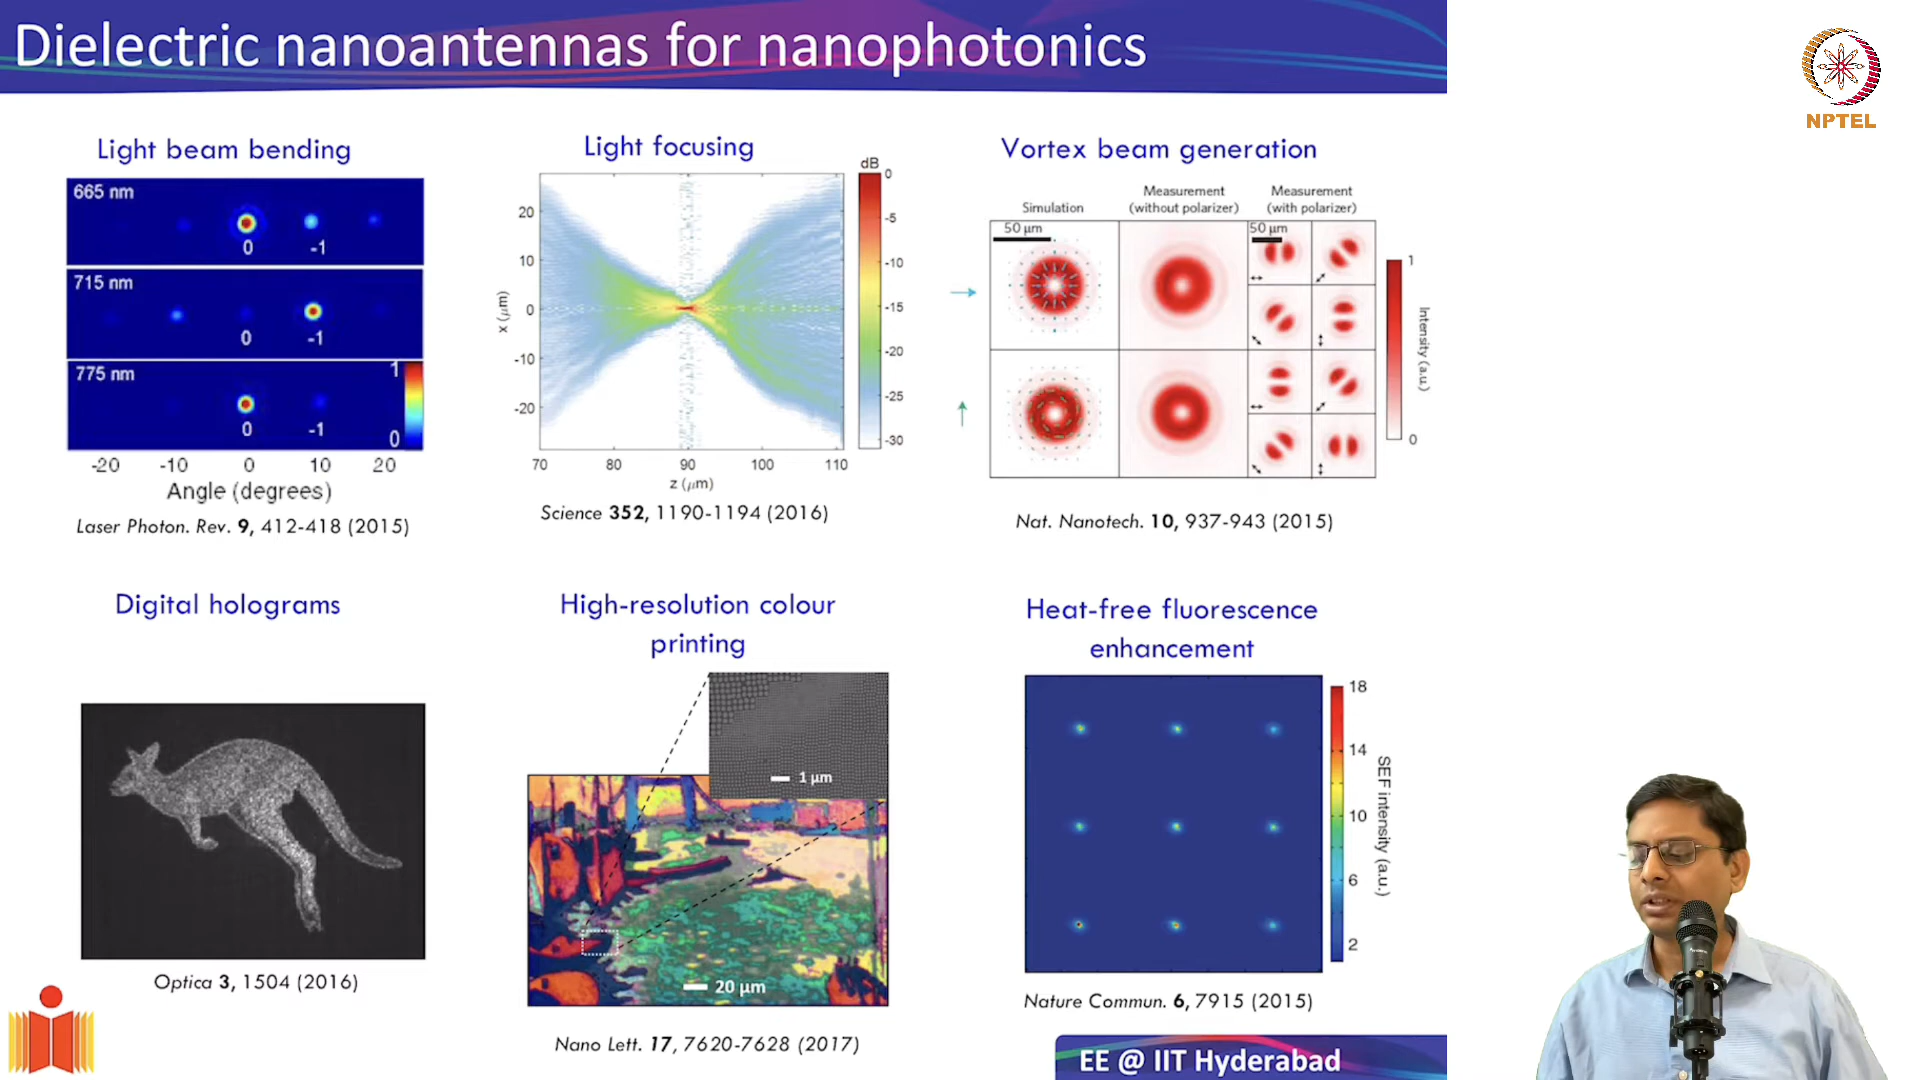 Dielectric nanoantennas for nanophotonics
NPTEL
Light beam bending
665 nm
0 -1
715 nm
0 -1
775 nm
1
0 -1
0
-20 -10 0 10 20
Angle (degrees)
Laser Photon. Rev. 9, 412-418 (2015)
Light focusing
dB
0
-5
-10
-15
-20
-25
-30
20
10
0
-10
-20
x (μm)
70 80 90 100 110
z (μm)
Science 352, 1190-1194 (2016)
Vortex beam generation
Simulation
Measurement
(without polarizer)
Measurement
(with polarizer)
50 μm
50 μm
1
0
Intensity (a.u.)
Nat. Nanotech. 10, 937-943 (2015)
Digital holograms
Optica 3, 1504 (2016)
High-resolution colour
printing
1 μm
20 μm
Nano Lett. 17, 7620-7628 (2017)
Heat-free fluorescence
enhancement
18
14
10
6
2
SEF intensity (a.u.)
Nature Commun. 6, 7915 (2015)
EE @ IIT Hyderabad